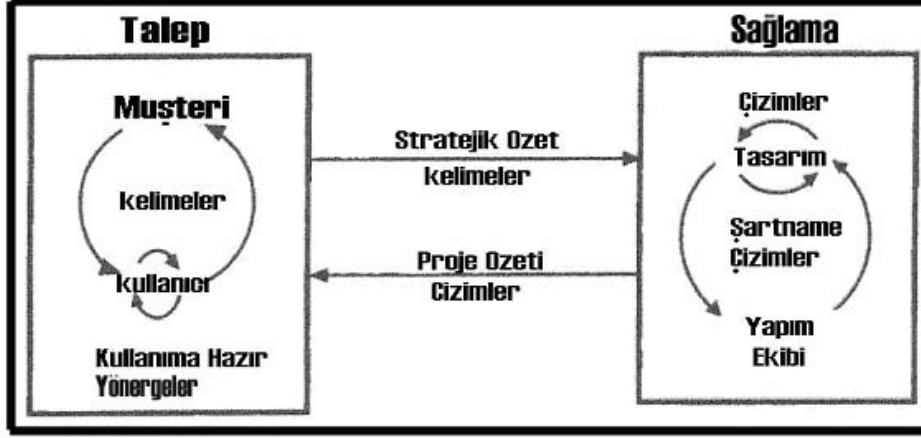 Talep
Muşteri
kelimeler
kullanıcı
Kullanıma Hazır
Yönergeler
Stratejik Ozet
kelimeler
Proje Ozeti
Cizimler
Sağlama
Çizimler
Tasarım
Şartname
Çizimler
Yapım
Ekibi